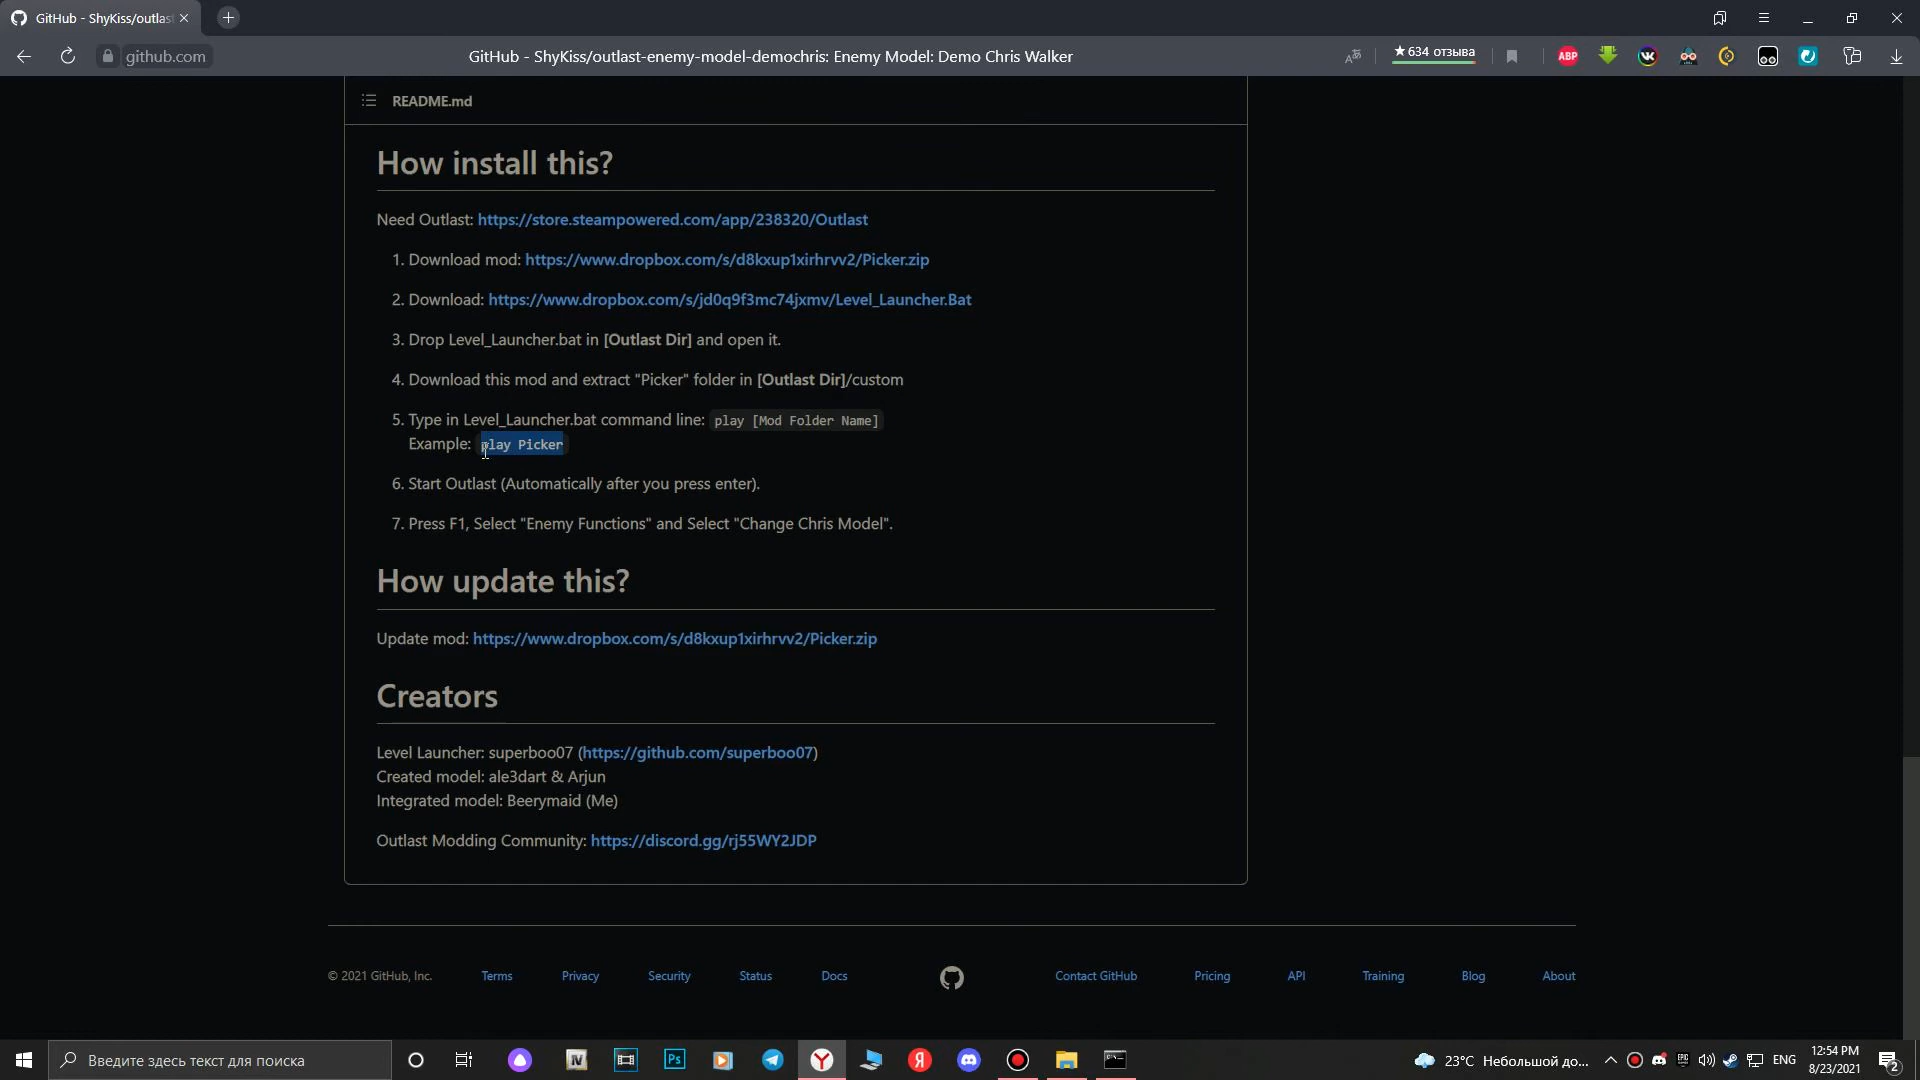 GitHub - ShyKiss/outlas
github.com
GitHub - ShyKiss/outlast-enemy-model-demochris: Enemy Model: Demo Chris Walker
★634 отзыва
ABP
README.md
How install this?
Need Outlast: https://store.steampowered.com/app/238320/Outlast
1. Download mod: https://www.dropbox.com/s/d8kxup1xirhrvv2/Picker.zip
2. Download: https://www.dropbox.com/s/jd0q9f3mc74jxmv/Level_Launcher.Bat
3. Drop Level_Launcher.bat in [Outlast Dir] and open it.
4. Download this mod and extract "Picker" folder in [Outlast Dir]/custom
5. Type in Level_Launcher.bat command line: play [Mod Folder Name]
Example: play Picker
6. Start Outlast (Automatically after you press enter).
7. Press F1, Select "Enemy Functions" and Select "Change Chris Model".
How update this?
Update mod: https://www.dropbox.com/s/d8kxup1xirhrvv2/Picker.zip
Creators
Level Launcher: superboo07 (https://github.com/superboo07)
Created model: ale3dart & Arjun
Integrated model: Beerymaid (Me)
Outlast Modding Community: https://discord.gg/rj55WY2JDP
© 2021 GitHub, Inc.
Terms
Privacy
Security
Status
Docs
Contact GitHub
Pricing
API
Training
Blog
About
Введите здесь текст для поиска
Ps
23°C Небольшой до...
ENG
12:54 PM
8/23/2021
2